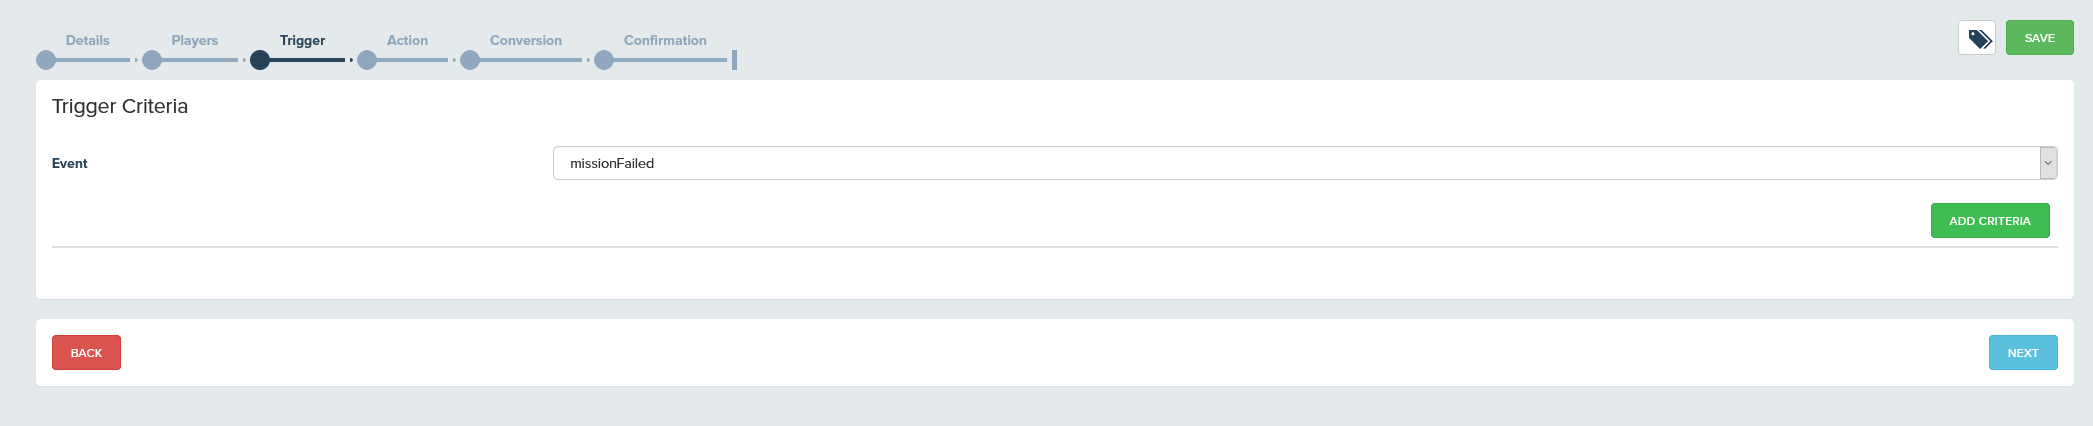 Details Players Trigger Action Conversion Confirmation
SAVE
Trigger Criteria
Event missionFailed
ADD CRITERIA
BACK NEXT